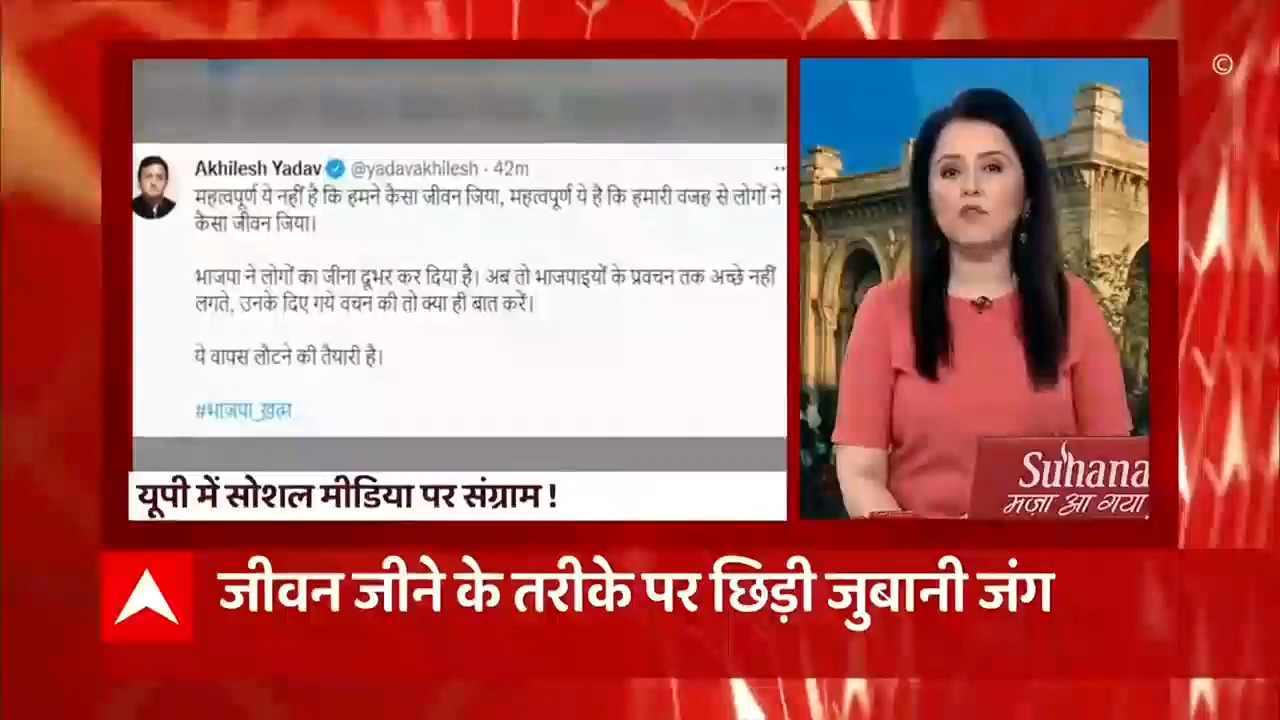 Akhilesh Yadav @yadavakhilesh · 42m
महत्वपूर्ण ये नहीं है कि हमने कैसा जीवन जिया, महत्वपूर्ण ये है कि हमारी वजह से लोगों ने
कैसा जीवन जिया।
भाजपा ने लोगों का जीना दूभर कर दिया है। अब तो भाजपाइयों के प्रवचन तक अच्छे नहीं
लगते, उनके दिए गये वचन की तो क्या ही बात करें।
ये वापस लौटने की तैयारी है।
#भाजपा_ख़त्म
यूपी में सोशल मीडिया पर संग्राम !
©
Suhana
मज़ा आ गया
जीवन जीने के तरीके पर छिड़ी जुबानी जंग